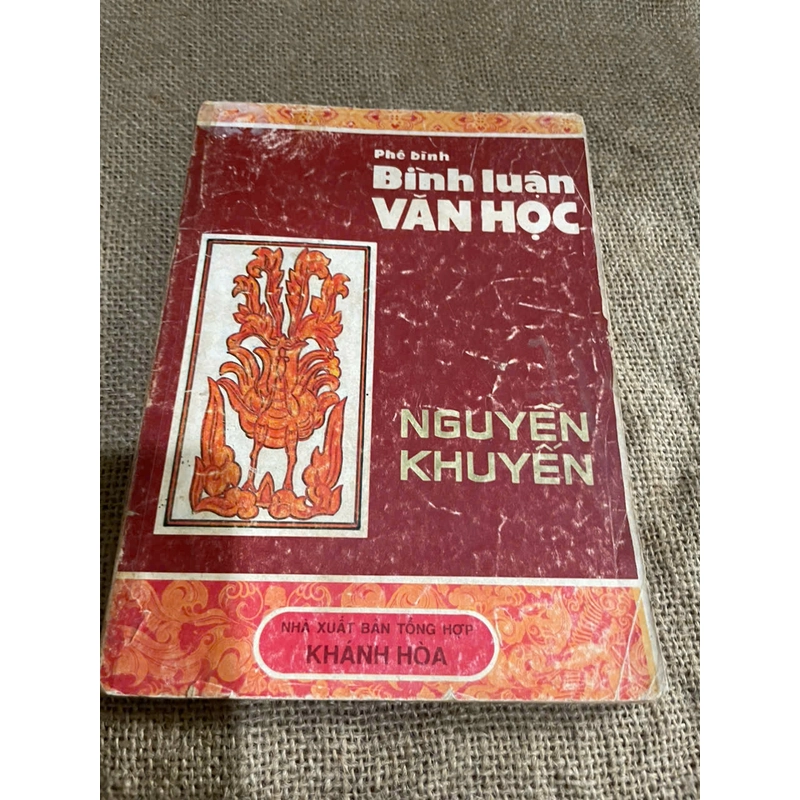 Phê bình
Bình luận
VĂN HỌC
NGUYỄN
KHUYẾN
NHÀ XUẤT BẢN TỔNG HỢP
KHÁNH HÒA